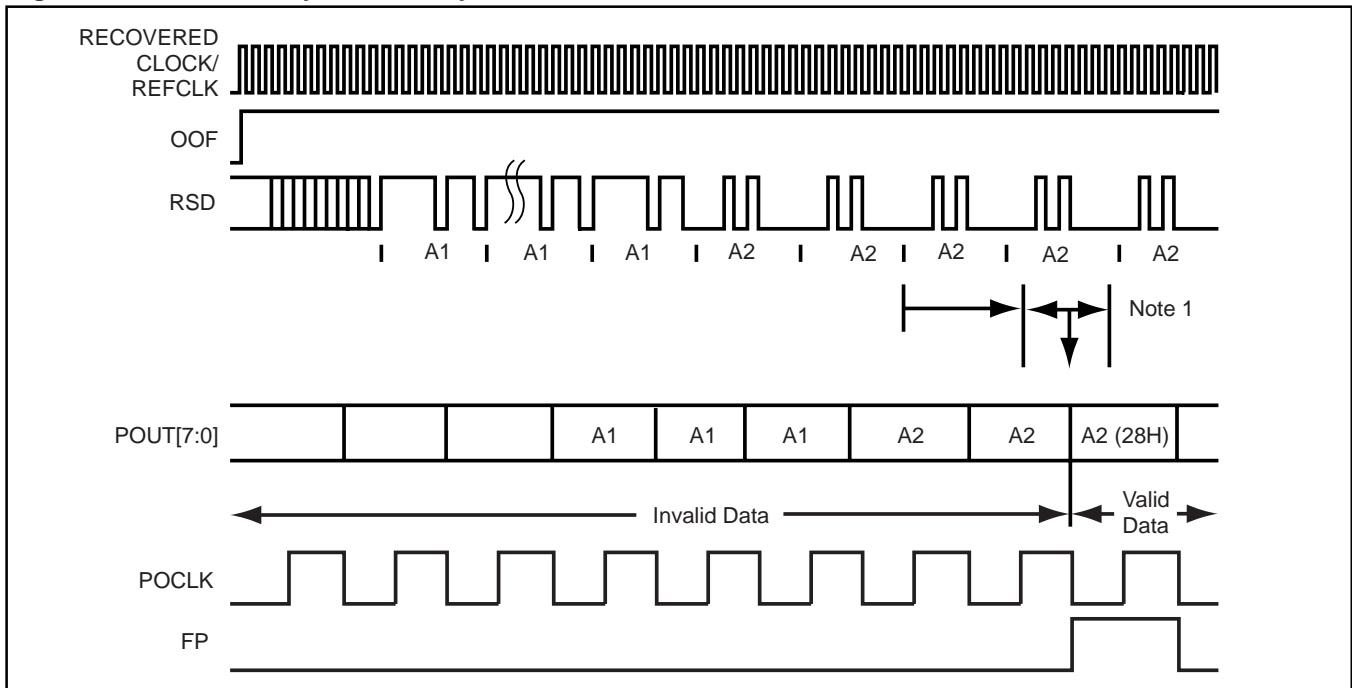 RECOVERED
CLOCK/
REFCLK
OOF
RSD
A1 A1 A1 A2 A2 A2 A2 A2
Note 1
POUT[7:0]
A1 A1 A1 A2 A2 A2 (28H)
Invalid Data
Valid
Data
POCLK
FP